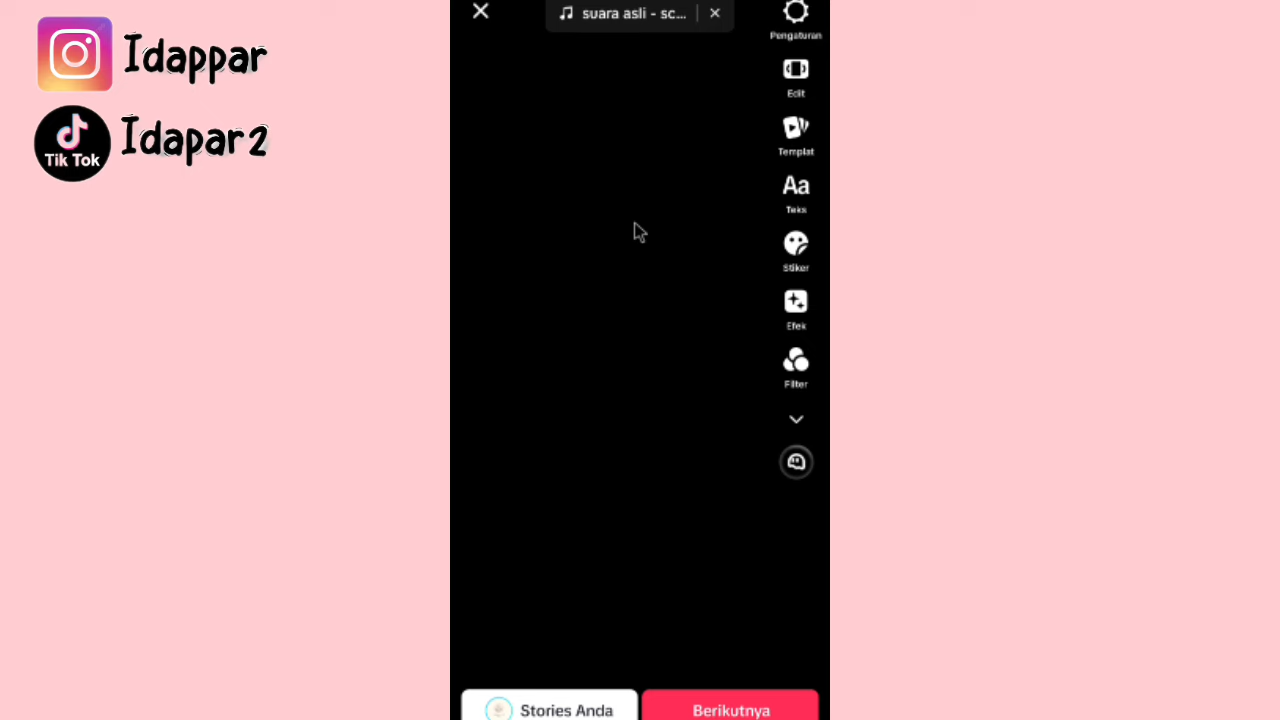 Idappar
Tik Tok
Idapar2
suara asli - sc...
Pengaturan
Edit
Templat
Aa
Teks
Stiker
Efek
Filter
Stories Anda
Berikutnya